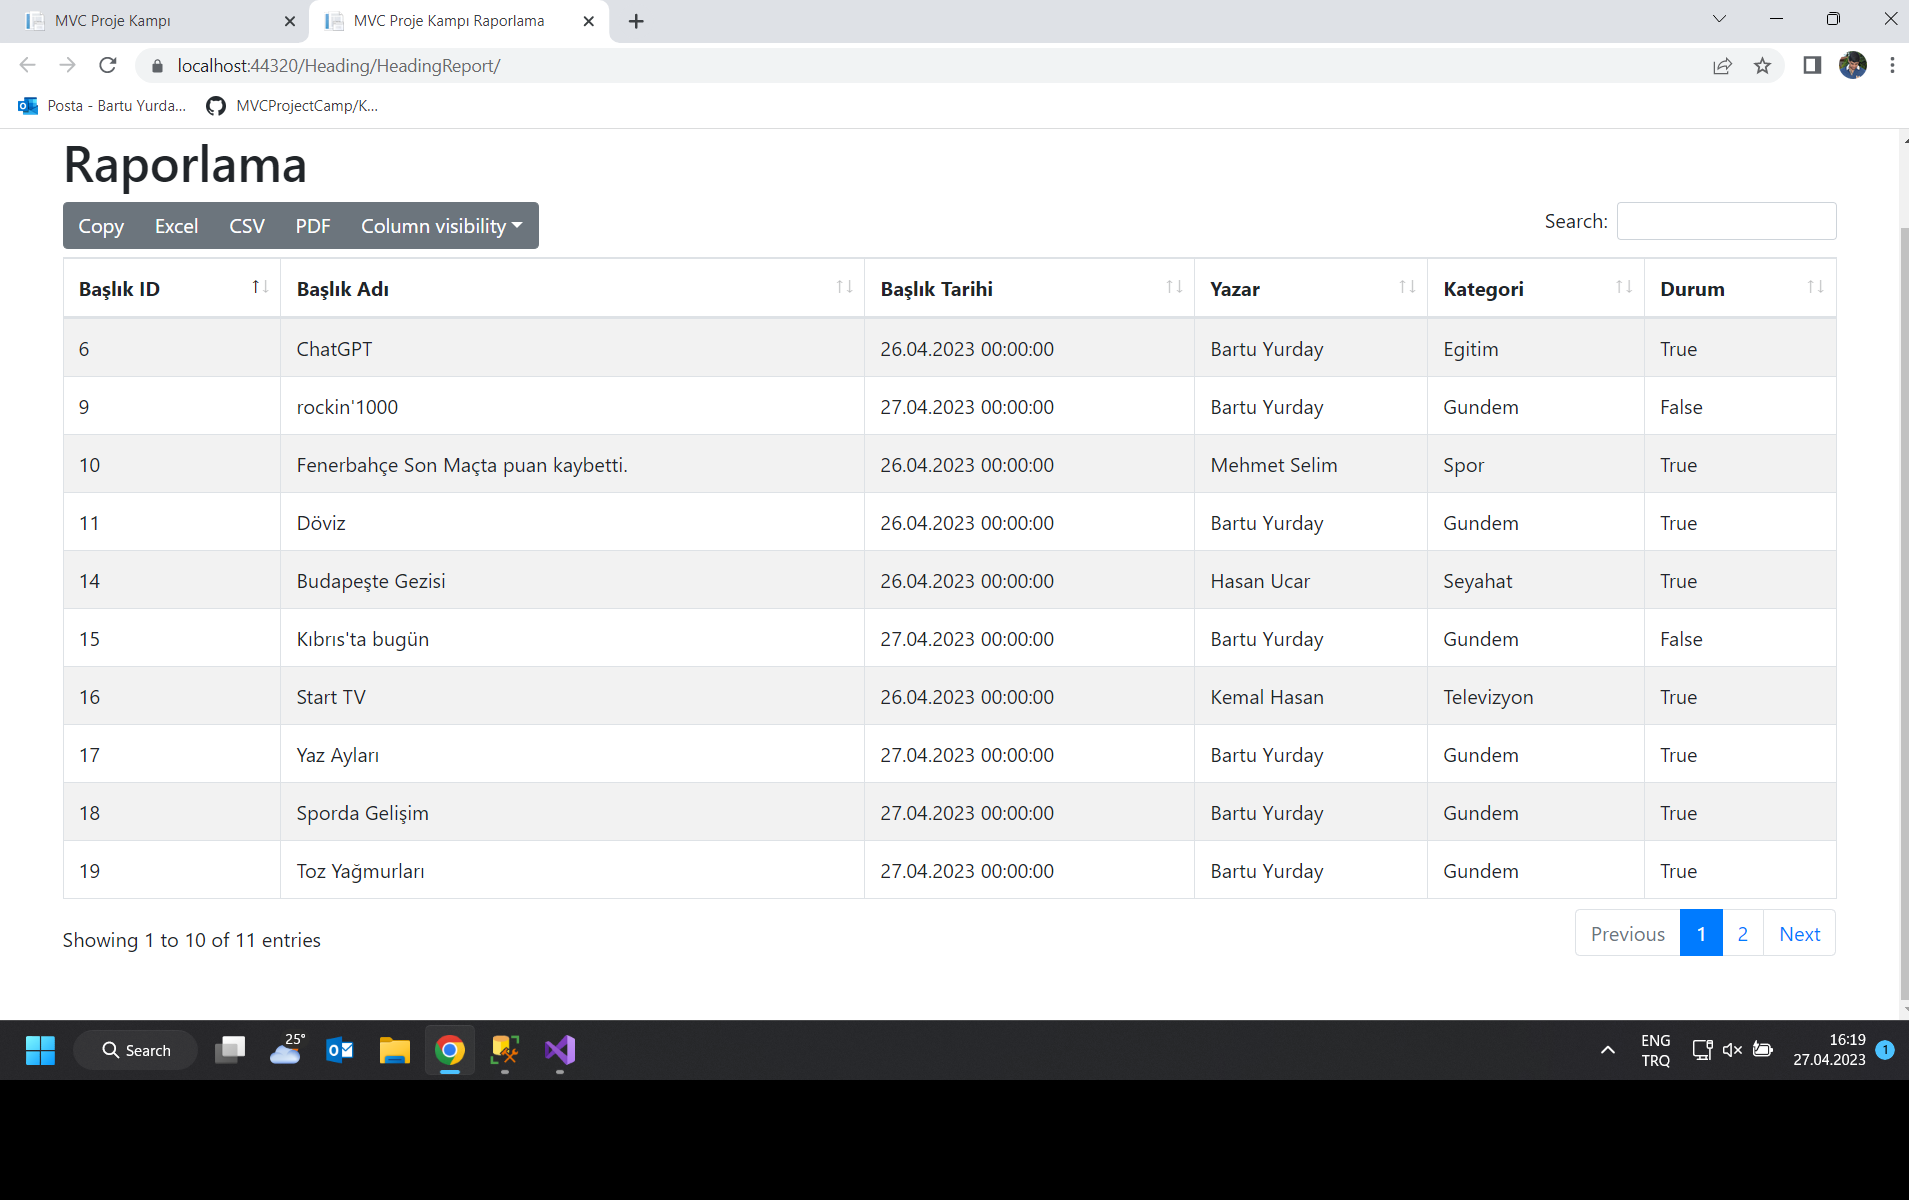 MVC Proje Kampı
MVC Proje Kampı Raporlama
localhost:44320/Heading/HeadingReport/
Posta - Bartu Yurda...
MVCProjectCamp/K...
Raporlama
Copy Excel CSV PDF Column visibility
Search:
Başlık ID Başlık Adı Başlık Tarihi Yazar Kategori Durum
6 ChatGPT 26.04.2023 00:00:00 Bartu Yurday Egitim True
9 rockin'1000 27.04.2023 00:00:00 Bartu Yurday Gundem False
10 Fenerbahçe Son Maçta puan kaybetti. 26.04.2023 00:00:00 Mehmet Selim Spor True
11 Döviz 26.04.2023 00:00:00 Bartu Yurday Gundem True
14 Budapeşte Gezisi 26.04.2023 00:00:00 Hasan Ucar Seyahat True
15 Kıbrıs'ta bugün 27.04.2023 00:00:00 Bartu Yurday Gundem False
16 Start TV 26.04.2023 00:00:00 Kemal Hasan Televizyon True
17 Yaz Ayları 27.04.2023 00:00:00 Bartu Yurday Gundem True
18 Sporda Gelişim 27.04.2023 00:00:00 Bartu Yurday Gundem True
19 Toz Yağmurları 27.04.2023 00:00:00 Bartu Yurday Gundem True
Showing 1 to 10 of 11 entries
Previous 1 2 Next
Search
25°
ENG
TRQ
16:19
27.04.2023
1